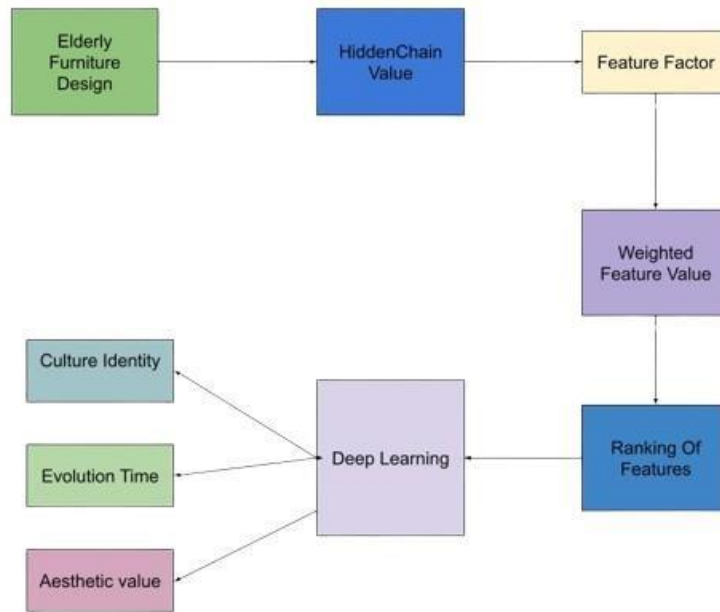 Elderly
Furniture
Design
HiddenChain
Value
Feature Factor
Weighted
Feature Value
Culture Identity
Evolution Time
Aesthetic value
Deep Learning
Ranking Of
Features